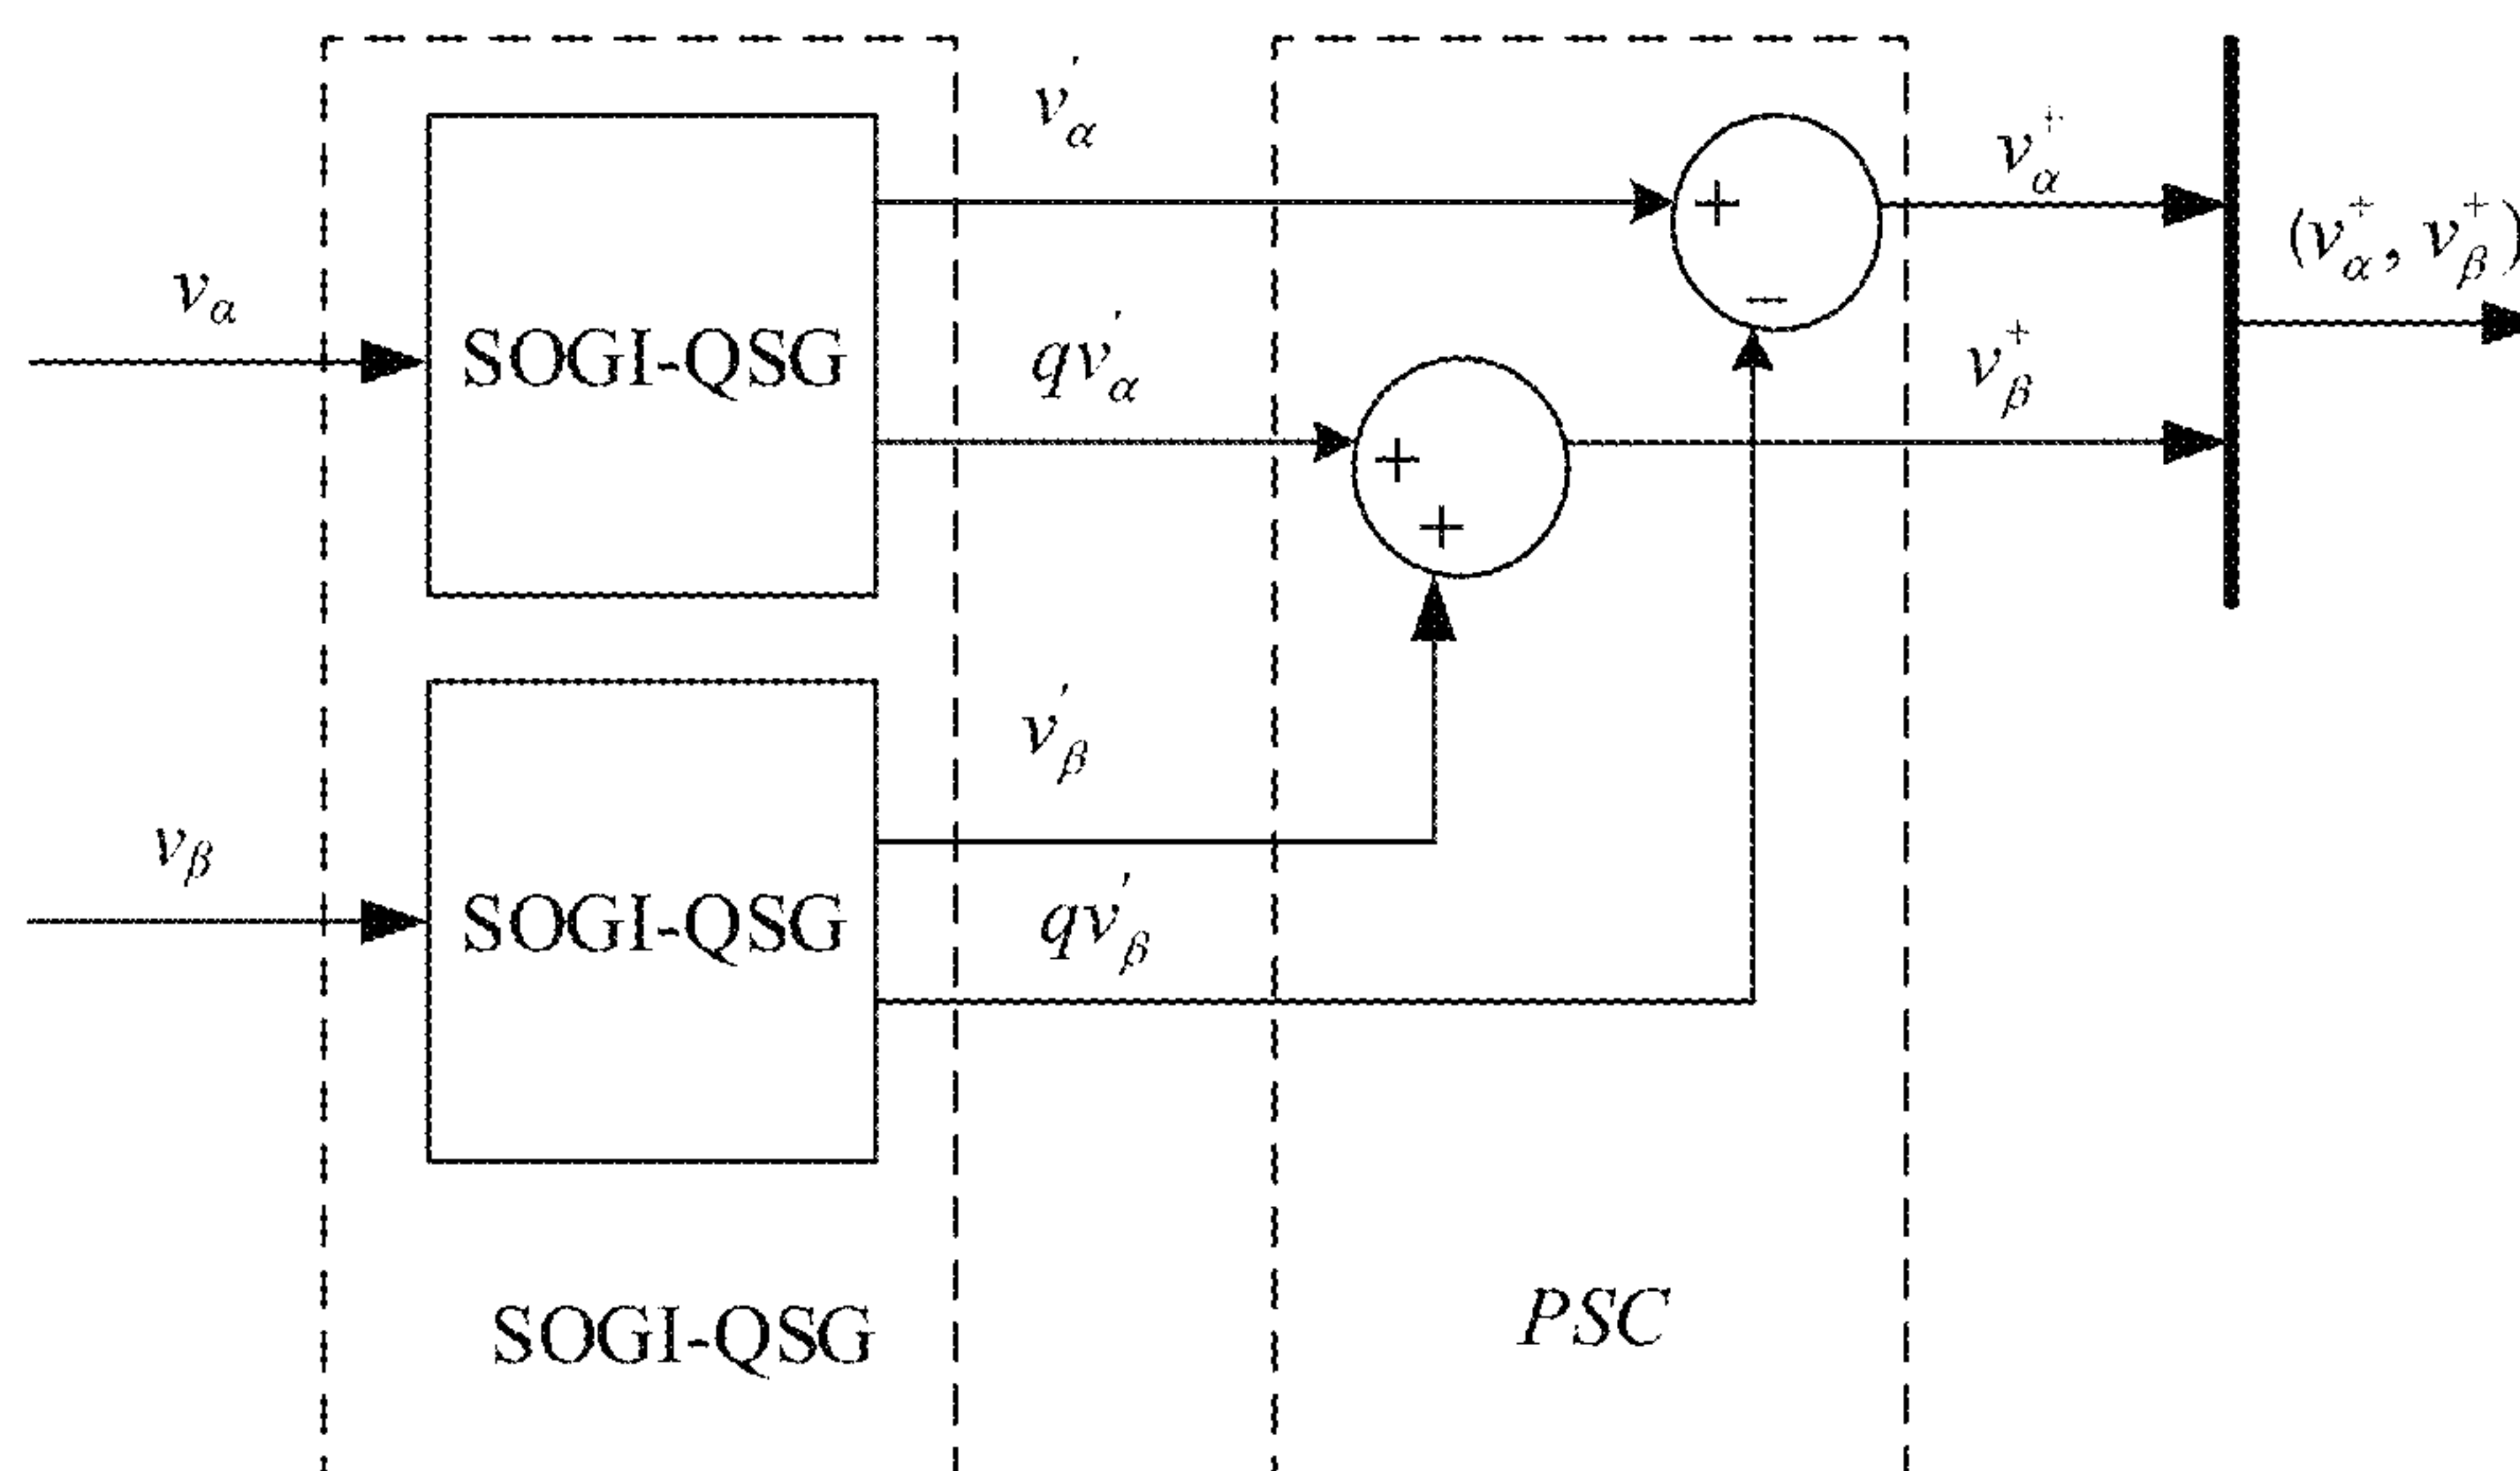 v'α
v⁺α
(v⁺α, v⁺β)
vα
SOGI-QSG
qv'α
+
−
v⁺β
+
+
v'β
vβ
SOGI-QSG
qv'β
SOGI-QSG
PSC